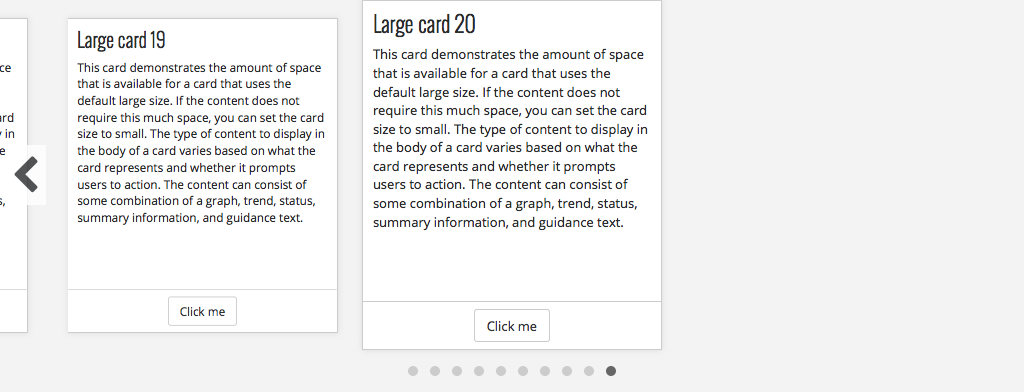 ce
ard
y in
e
s,
Large card 19
This card demonstrates the amount of space
that is available for a card that uses the
default large size. If the content does not
require this much space, you can set the card
size to small. The type of content to display in
the body of a card varies based on what the
card represents and whether it prompts
users to action. The content can consist of
some combination of a graph, trend, status,
summary information, and guidance text.
Click me
Large card 20
This card demonstrates the amount of space
that is available for a card that uses the
default large size. If the content does not
require this much space, you can set the card
size to small. The type of content to display in
the body of a card varies based on what the
card represents and whether it prompts
users to action. The content can consist of
some combination of a graph, trend, status,
summary information, and guidance text.
Click me